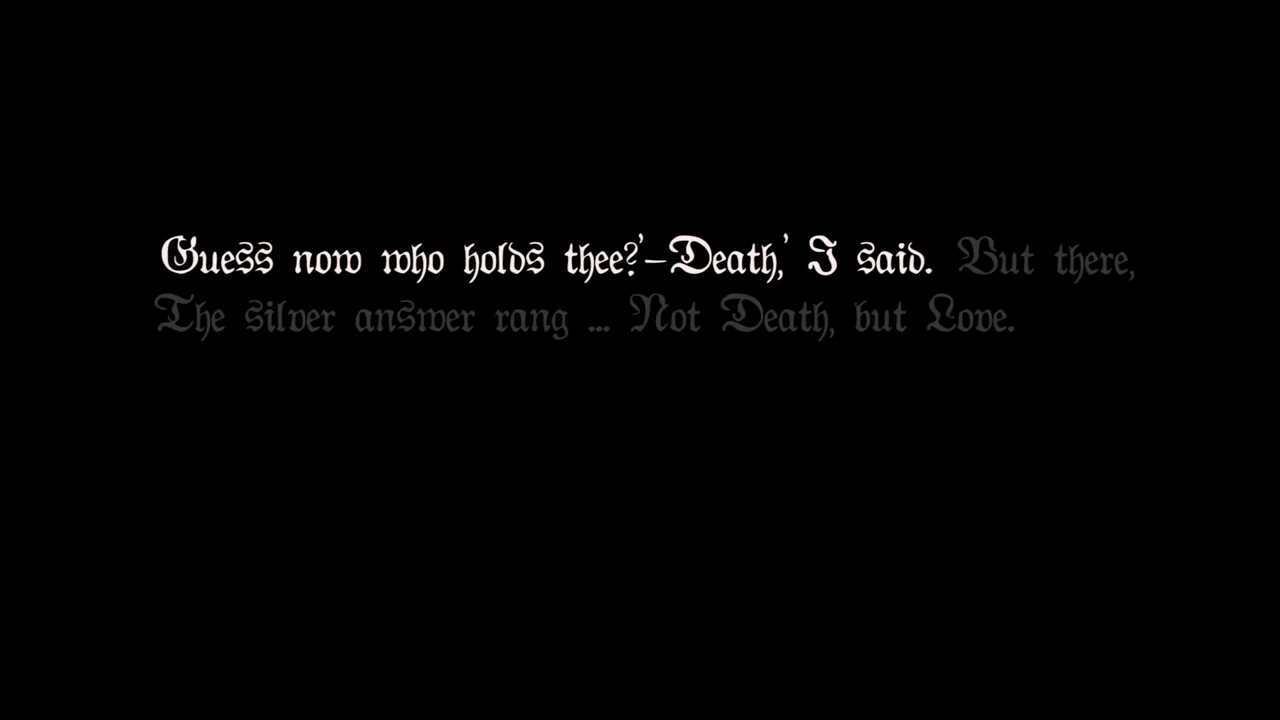 Guess now who holds thee?'–Death,' I said. But there,
The silver answer rang ... Not Death, but Love.